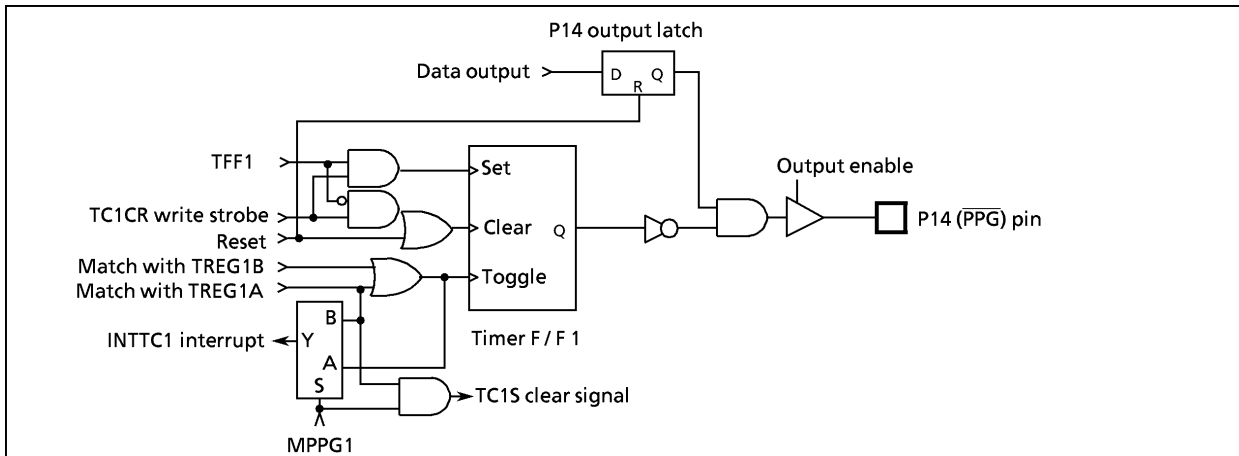 P14 output latch
Data output
D Q
R
TFF1
Set
Output enable
TC1CR write strobe
Clear
Q
P14 (PPG) pin
Reset
Match with TREG1B
Toggle
Match with TREG1A
B
INTTC1 interrupt
Y
Timer F / F 1
A
S
TC1S clear signal
MPPG1